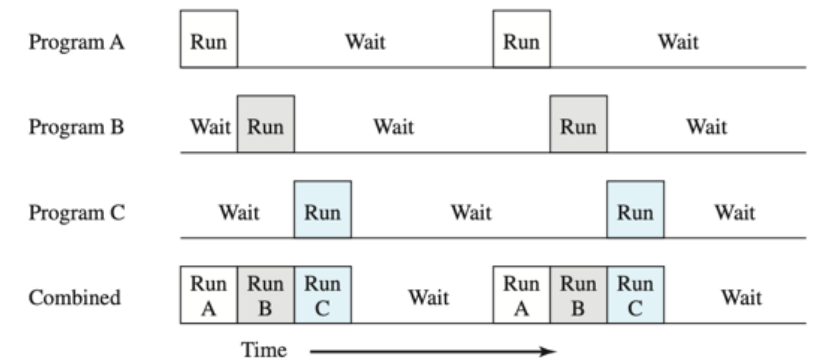 Program A Run Wait Run Wait
Program B Wait Run Wait Run Wait
Program C Wait Run Wait Run Wait
Combined Run A Run B Run C Wait Run A Run B Run C Wait
Time